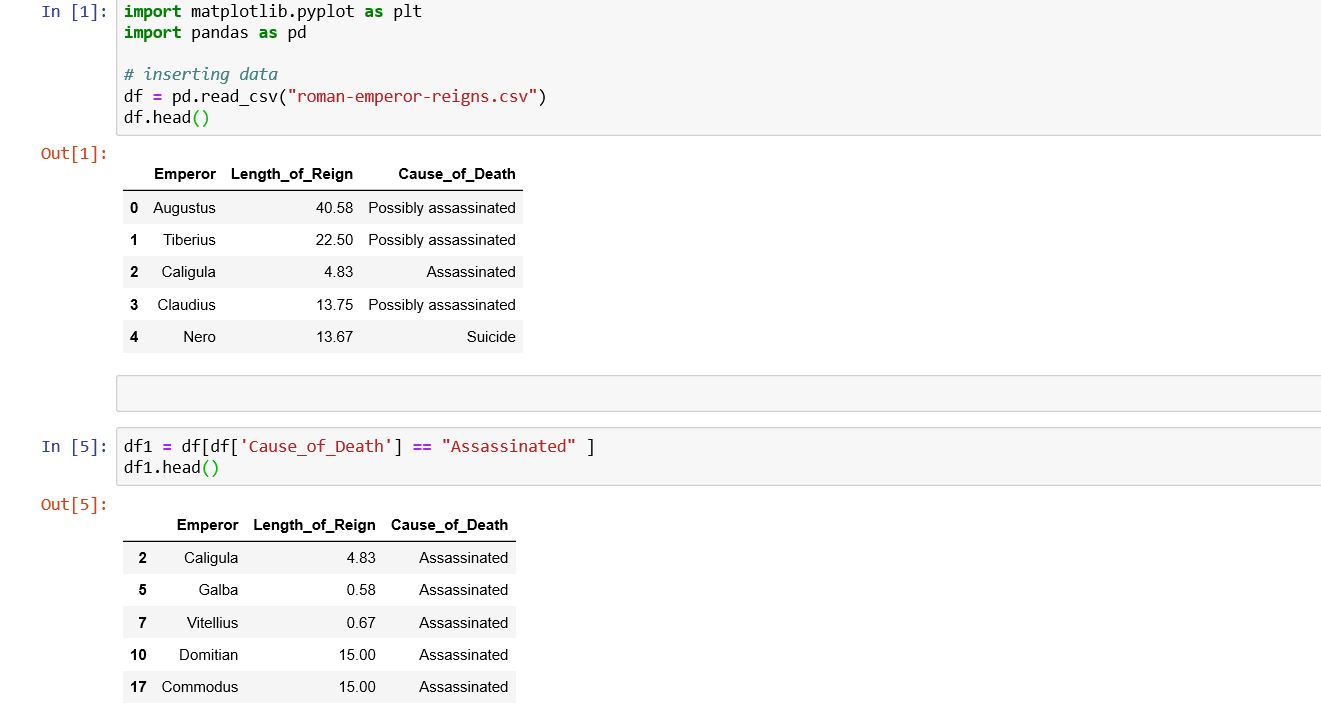 In [1]: import matplotlib.pyplot as plt
import pandas as pd
# inserting data
df = pd.read_csv("roman-emperor-reigns.csv")
df.head()
Out[1]:
Emperor Length_of_Reign Cause_of_Death
0 Augustus 40.58 Possibly assassinated
1 Tiberius 22.50 Possibly assassinated
2 Caligula 4.83 Assassinated
3 Claudius 13.75 Possibly assassinated
4 Nero 13.67 Suicide
In [5]: df1 = df[df['Cause_of_Death'] == "Assassinated" ]
df1.head()
Out[5]:
Emperor Length_of_Reign Cause_of_Death
2 Caligula 4.83 Assassinated
5 Galba 0.58 Assassinated
7 Vitellius 0.67 Assassinated
10 Domitian 15.00 Assassinated
17 Commodus 15.00 Assassinated